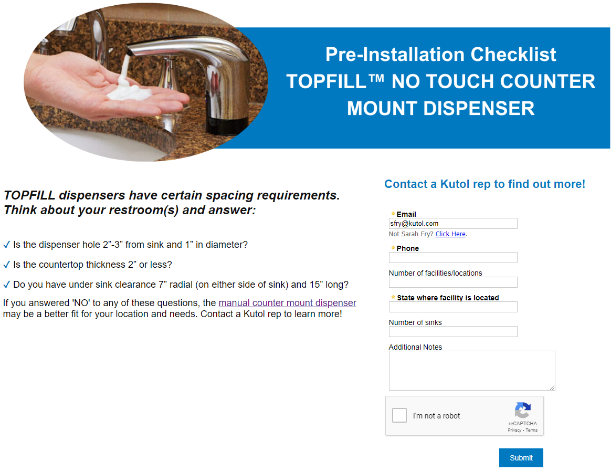 Pre-Installation Checklist
TOPFILL™ NO TOUCH COUNTER
MOUNT DISPENSER
TOPFILL dispensers have certain spacing requirements.
Think about your restroom(s) and answer:
✓ Is the dispenser hole 2"-3" from sink and 1" in diameter?
✓ Is the countertop thickness 2" or less?
✓ Do you have under sink clearance 7" radial (on either side of sink) and 15" long?
If you answered 'NO' to any of these questions, the manual counter mount dispenser
may be a better fit for your location and needs. Contact a Kutol rep to learn more!
Contact a Kutol rep to find out more!
* Email
sfry@kutol.com
Not Sarah Fry? Click Here.
* Phone
Number of facilities/locations
* State where facility is located
Number of sinks
Additional Notes
I'm not a robot
reCAPTCHA
Privacy - Terms
Submit